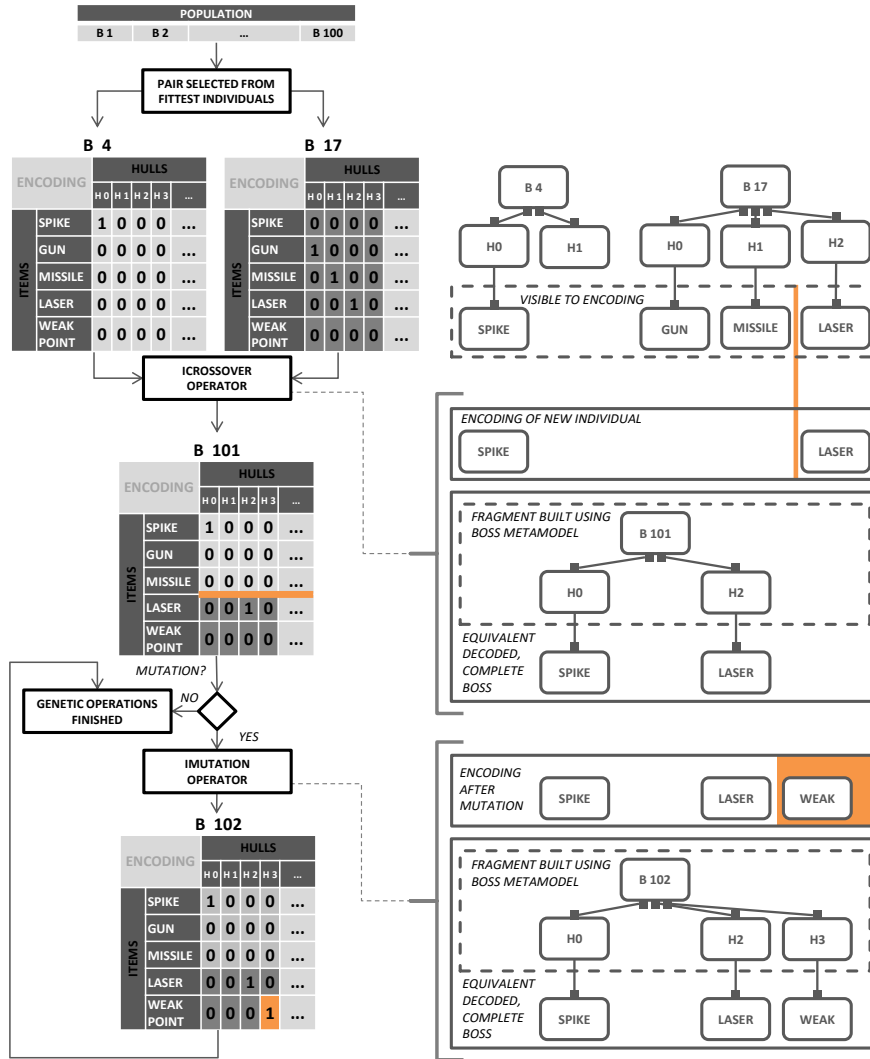 POPULATION
B 1 B 2 ... B 100
PAIR SELECTED FROM
FITTEST INDIVIDUALS
B 4
ENCODING HULLS
H 0 H 1 H 2 H 3 ...
ITEMS
SPIKE 1 0 0 0 ...
GUN 0 0 0 0 ...
MISSILE 0 0 0 0 ...
LASER 0 0 0 0 ...
WEAK
POINT 0 0 0 0 ...
B 17
ENCODING HULLS
H 0 H 1 H 2 H 3 ...
ITEMS
SPIKE 0 0 0 0 ...
GUN 1 0 0 0 ...
MISSILE 0 1 0 0 ...
LASER 0 0 1 0 ...
WEAK
POINT 0 0 0 0 ...
B 4 B 17
H0 H1 H0 H1 H2
VISIBLE TO ENCODING
SPIKE GUN MISSILE LASER
ICROSSOVER
OPERATOR
ENCODING OF NEW INDIVIDUAL
SPIKE LASER
B 101
ENCODING HULLS
H 0 H 1 H 2 H 3 ...
ITEMS
SPIKE 1 0 0 0 ...
GUN 0 0 0 0 ...
MISSILE 0 0 0 0 ...
LASER 0 0 1 0 ...
WEAK
POINT 0 0 0 0 ...
FRAGMENT BUILT USING
BOSS METAMODEL
B 101
H0 H2
EQUIVALENT
DECODED,
COMPLETE
BOSS
SPIKE LASER
MUTATION?
NO
GENETIC OPERATIONS
FINISHED
YES
IMUTATION
OPERATOR
ENCODING
AFTER
MUTATION
SPIKE LASER WEAK
B 102
ENCODING HULLS
H 0 H 1 H 2 H 3 ...
ITEMS
SPIKE 1 0 0 0 ...
GUN 0 0 0 0 ...
MISSILE 0 0 0 0 ...
LASER 0 0 1 0 ...
WEAK
POINT 0 0 0 1 ...
FRAGMENT BUILT USING
BOSS METAMODEL
B 102
H0 H2 H3
EQUIVALENT
DECODED,
COMPLETE
BOSS
SPIKE LASER WEAK